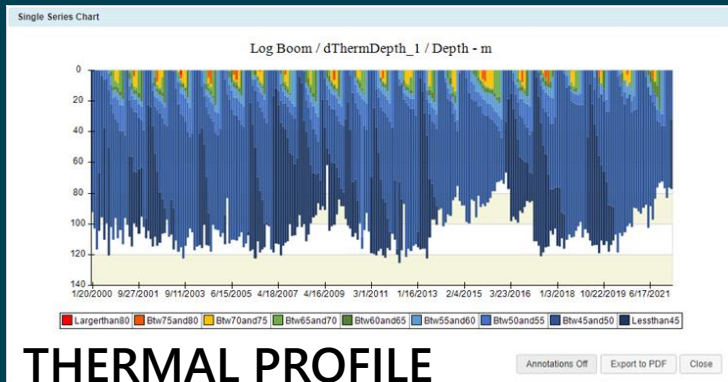 Single Series Chart
Log Boom / dThermDepth_1 / Depth - m
0
20
40
60
80
100
120
140
1/20/2000 9/27/2001 9/11/2003 6/15/2005 4/18/2007 4/16/2009 3/1/2011 1/16/2013 2/4/2015 3/23/2016 1/3/2018 10/22/2019 6/17/2021
Largerthan80 Btw75and80 Btw70and75 Btw65and70 Btw60and65 Btw55and60 Btw50and55 Btw45and50 Lessthan45
THERMAL PROFILE
Annotations Off Export to PDF Close